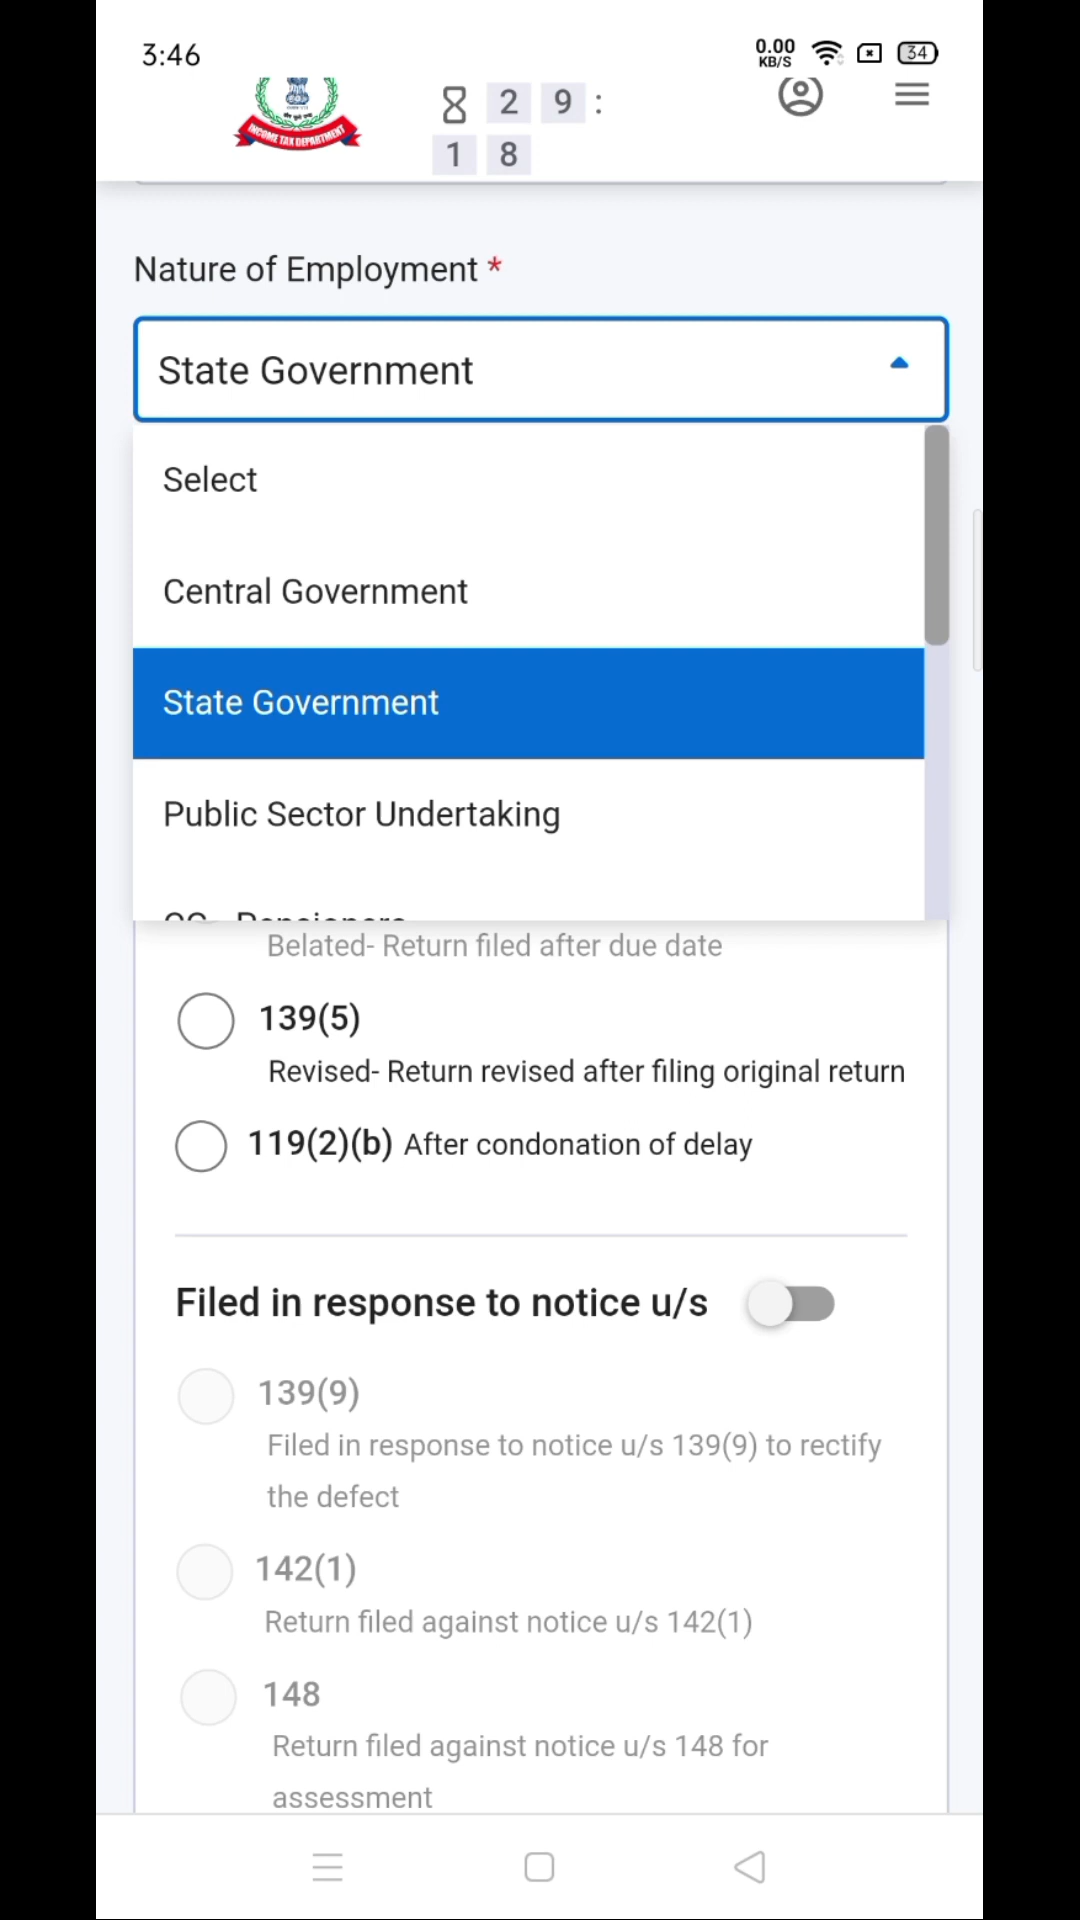 3:46
0.00
KB/S
34
INCOME TAX DEPARTMENT
2 9 :
1 8
Nature of Employment *
State Government
Select
Central Government
State Government
Public Sector Undertaking
Belated- Return filed after due date
139(5)
Revised- Return revised after filing original return
119(2)(b) After condonation of delay
Filed in response to notice u/s
139(9)
Filed in response to notice u/s 139(9) to rectify
the defect
142(1)
Return filed against notice u/s 142(1)
148
Return filed against notice u/s 148 for
assessment